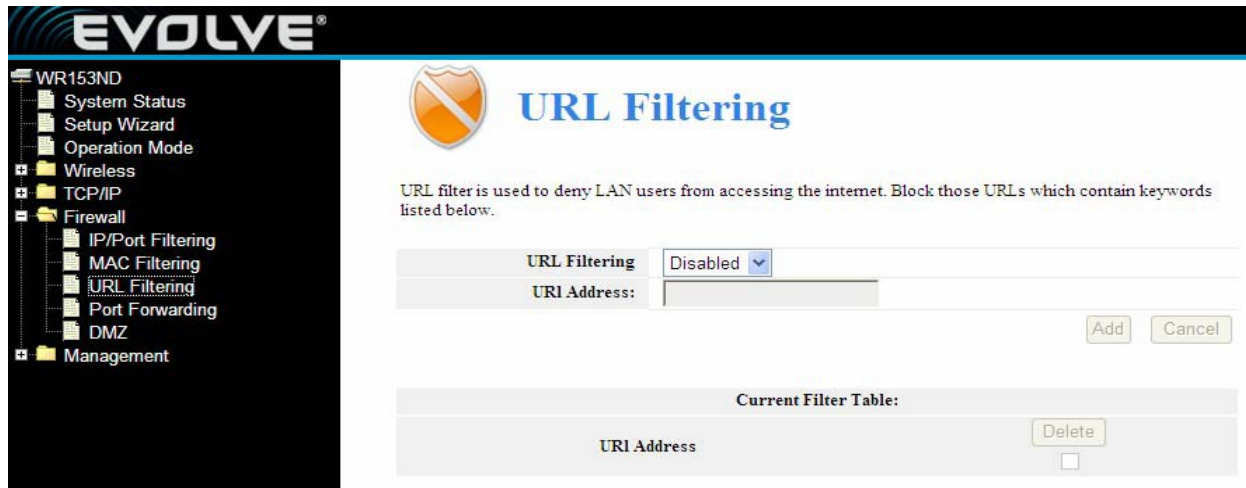 EVOLVE®
WR153ND
System Status
Setup Wizard
Operation Mode
Wireless
TCP/IP
Firewall
IP/Port Filtering
MAC Filtering
URL Filtering
Port Forwarding
DMZ
Management
URL Filtering
URL filter is used to deny LAN users from accessing the internet. Block those URLs which contain keywords
listed below.
URL Filtering Disabled
URl Address:
Add Cancel
Current Filter Table:
URl Address Delete